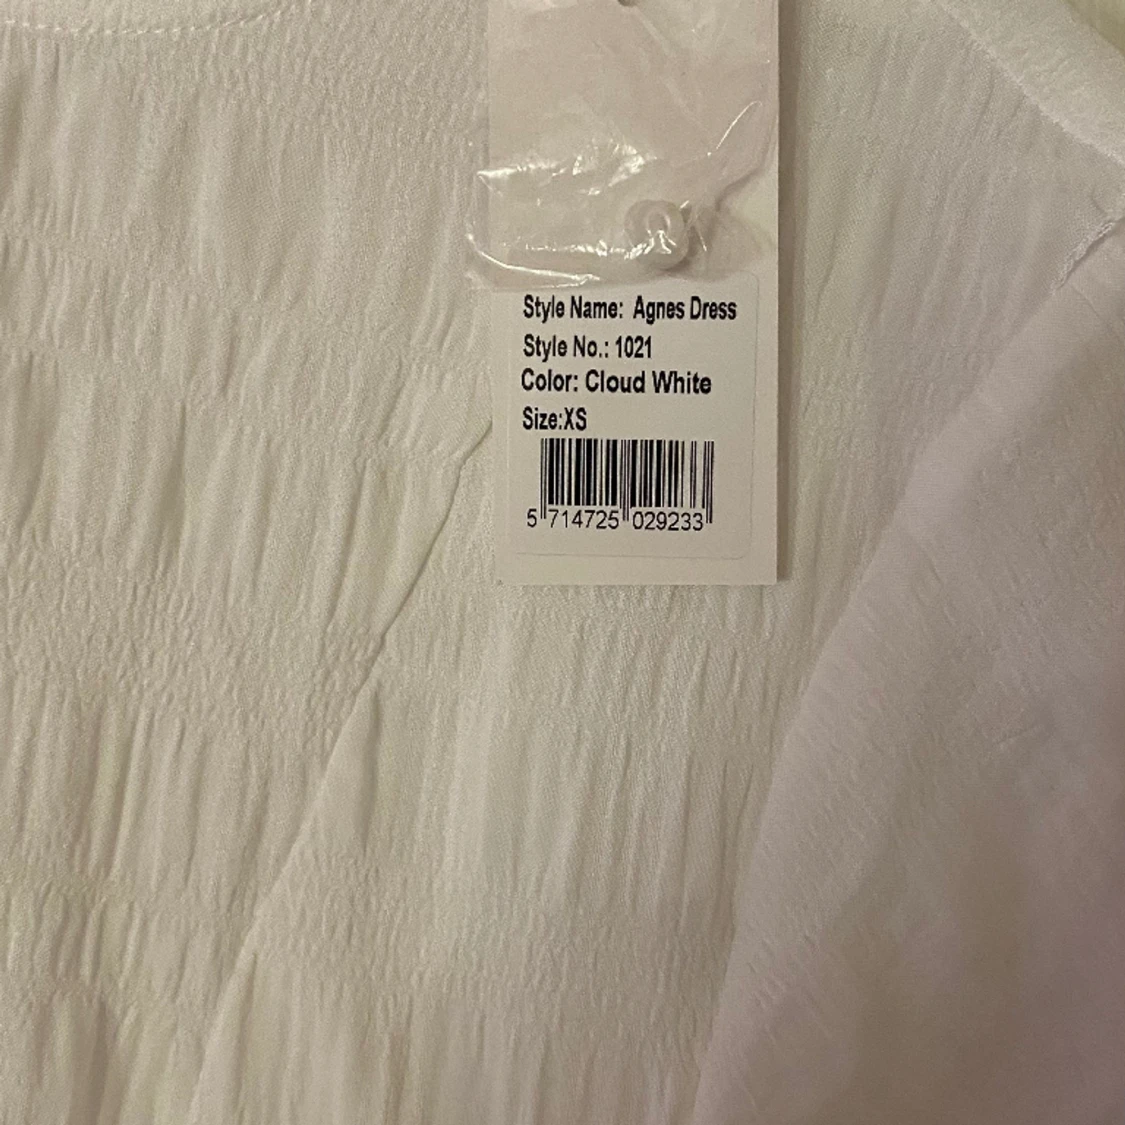 Style Name: Agnes Dress
Style No.: 1021
Color: Cloud White
Size:XS
5 714725 029233